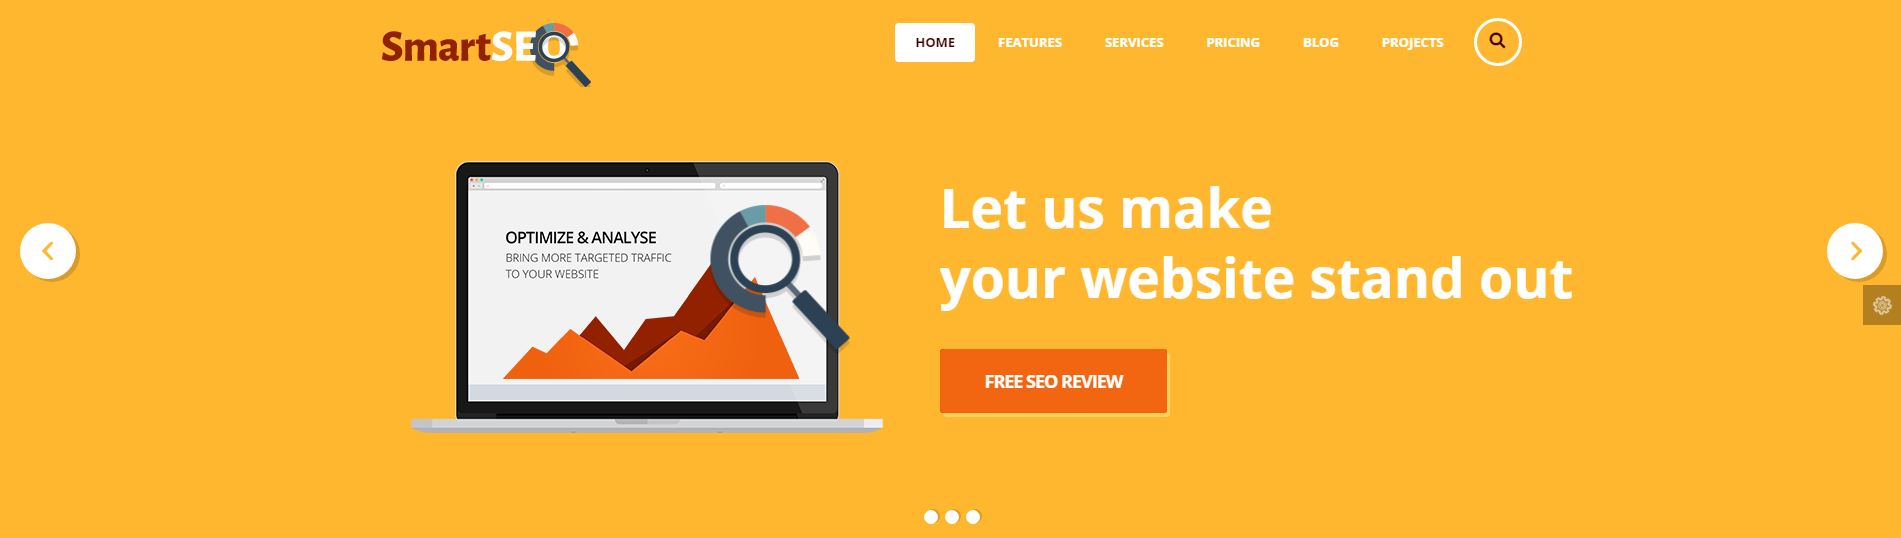 SmartSEO
HOME
FEATURES
SERVICES
PRICING
BLOG
PROJECTS
OPTIMIZE & ANALYSE
BRING MORE TARGETED TRAFFIC
TO YOUR WEBSITE
Let us make
your website stand out
FREE SEO REVIEW